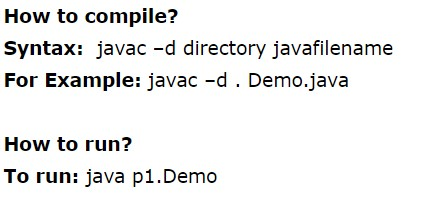 How to compile?
Syntax: javac –d directory javafilename
For Example: javac –d . Demo.java
How to run?
To run: java p1.Demo